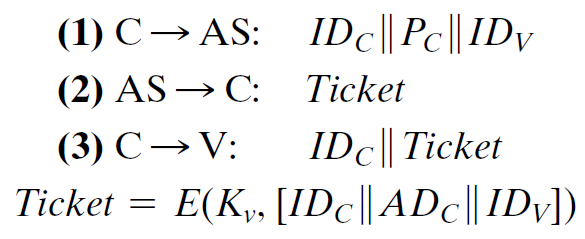 (1) C → AS: ID_C‖P_C‖ID_V
(2) AS → C: Ticket
(3) C → V: ID_C‖Ticket
Ticket = E(K_v, [ID_C‖AD_C‖ID_V])